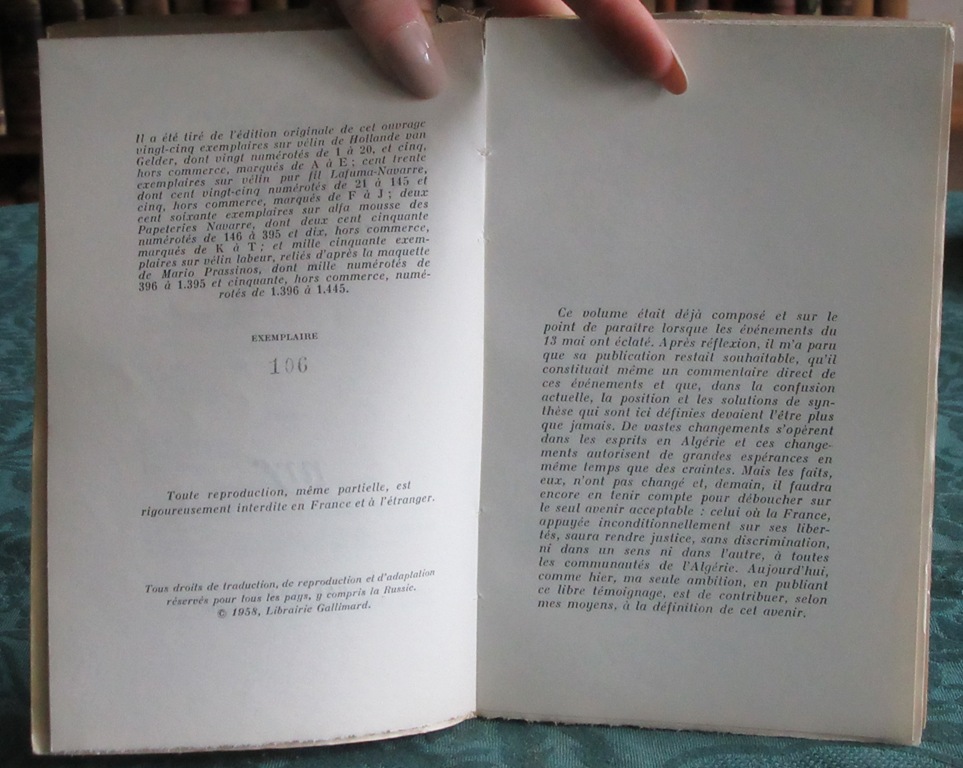 Il a été tiré de l'édition originale de cet ouvrage
vingt-cinq exemplaires sur vélin de Hollande van
Gelder, dont vingt numérotés de 1 à 20, et cinq,
hors commerce, marqués de A à E ; cent trente
exemplaires sur vélin pur fil Lafuma-Navarre,
dont cent vingt-cinq numérotés de 21 à 145 et
cinq, hors commerce, marqués de F à J ; deux
cent soixante exemplaires sur alfa mousse des
Papeteries Navarre, dont deux cent cinquante
numérotés de 146 à 395 et dix, hors commerce,
marqués de K à T ; et mille cinquante exem-
plaires sur vélin labeur, reliés d'après la maquette
de Mario Prassinos, dont mille numérotés de
396 à 1.395 et cinquante, hors commerce, numé-
rotés de 1.396 à 1.445.
EXEMPLAIRE
106
Toute reproduction, même partielle, est
rigoureusement interdite en France et à l'étranger.
Tous droits de traduction, de reproduction et d'adaptation
réservés pour tous les pays, y compris la Russie.
© 1958, Librairie Gallimard.
Ce volume était déjà composé et sur le
point de paraître lorsque les événements du
13 mai ont éclaté. Après réflexion, il m'a paru
que sa publication restait souhaitable, qu'il
constituait même un commentaire direct de
ces événements et que, dans la confusion
actuelle, la position et les solutions de syn-
thèse qui sont ici définies devaient l'être plus
que jamais. De vastes changements s'opèrent
dans les esprits en Algérie et ces change-
ments autorisent de grandes espérances en
même temps que des craintes. Mais les faits,
eux, n'ont pas changé et, demain, il faudra
encore en tenir compte pour déboucher sur
le seul avenir acceptable : celui où la France,
appuyée inconditionnellement sur ses liber-
tés, saura rendre justice, sans discrimination,
ni dans un sens ni dans l'autre, à toutes
les communautés de l'Algérie. Aujourd'hui,
comme hier, ma seule ambition, en publiant
ce libre témoignage, est de contribuer, selon
mes moyens, à la définition de cet avenir.